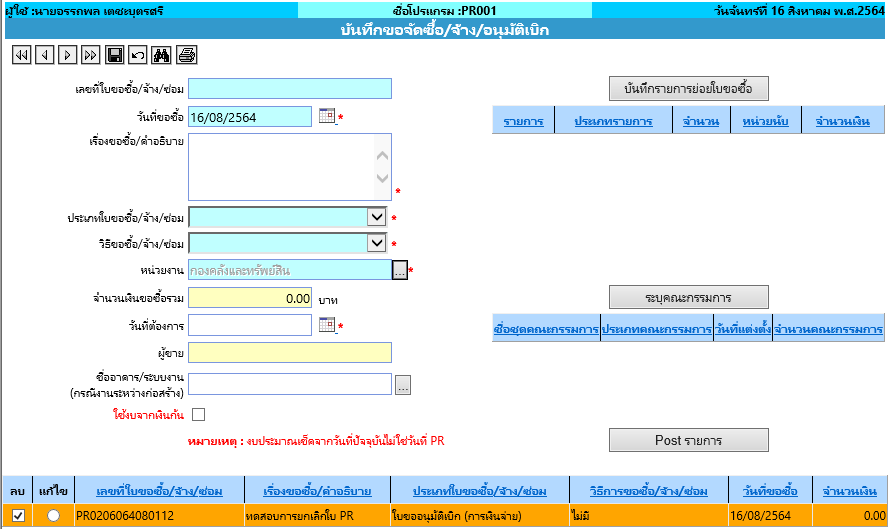 ผู้ใช้ :นายอรรถพล เตชะบุตรศรี ชื่อโปรแกรม :PR001 วันจันทร์ที่ 16 สิงหาคม พ.ศ.2564
บันทึกขอจัดซื้อ/จ้าง/อนุมัติเบิก
เลขที่ใบขอซื้อ/จ้าง/ซ่อม
วันที่ขอซื้อ 16/08/2564 *
เรื่องขอซื้อ/คำอธิบาย *
ประเภทใบขอซื้อ/จ้าง/ซ่อม *
วิธีขอซื้อ/จ้าง/ซ่อม *
หน่วยงาน กองคลังและทรัพย์สิน ... *
จำนวนเงินขอซื้อรวม 0.00 บาท
วันที่ต้องการ *
ผู้ขาย
ชื่ออาคาร/ระบบงาน
(กรณีงานระหว่างก่อสร้าง) ...
ใช้งบจากเงินกัน
หมายเหตุ : งบประมาณเช็คจากวันที่ปัจจุบันไม่ใช่วันที่ PR
บันทึกรายการย่อยใบขอซื้อ
รายการ ประเภทรายการ จำนวน หน่วยนับ จำนวนเงิน
ระบุคณะกรรมการ
ชื่อชุดคณะกรรมการ ประเภทคณะกรรมการ วันที่แต่งตั้ง จำนวนคณะกรรมการ
Post รายการ
ลบ แก้ไข เลขที่ใบขอซื้อ/จ้าง/ซ่อม เรื่องขอซื้อ/คำอธิบาย ประเภทใบขอซื้อ/จ้าง/ซ่อม วิธีการขอซื้อ/จ้าง/ซ่อม วันที่ขอซื้อ จำนวนเงิน
PR0206064080112 ทดสอบการยกเลิกใบ PR ใบขออนุมัติเบิก (การเงินจ่าย) ไม่มี 16/08/2564 0.00